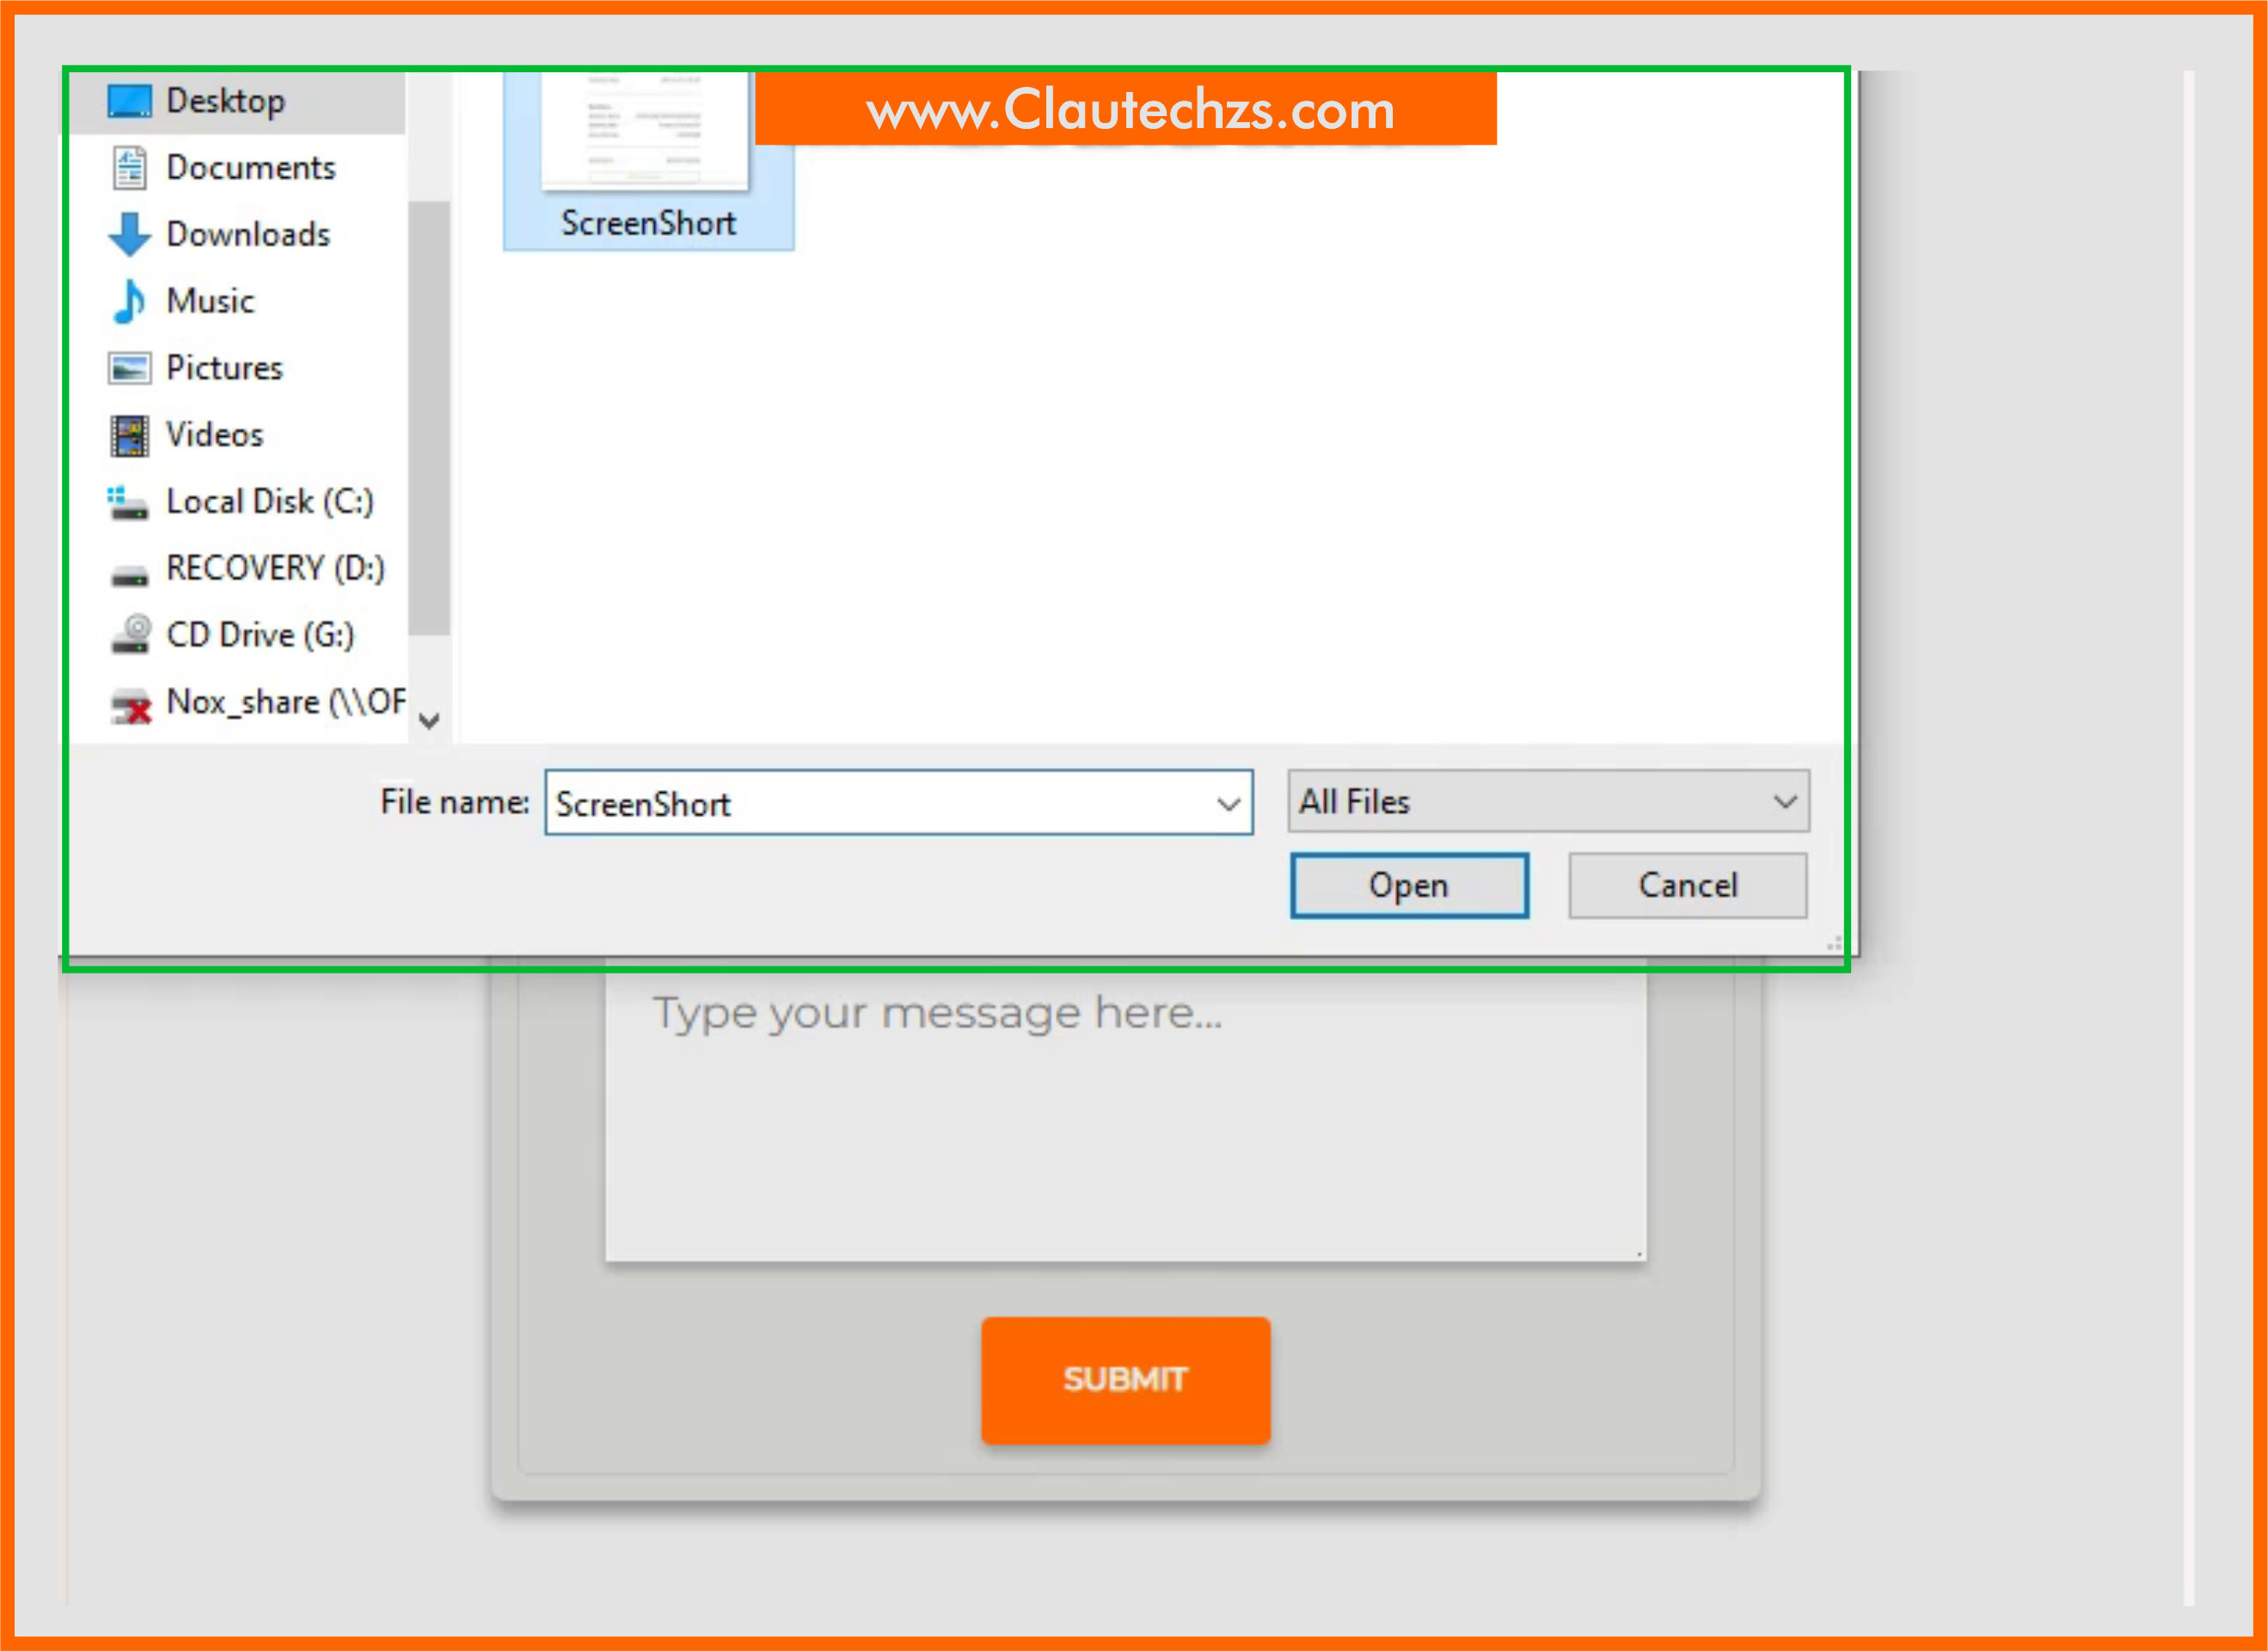 www.Clautechzs.com
Desktop
Documents
Downloads
Music
Pictures
Videos
Local Disk (C:)
RECOVERY (D:)
CD Drive (G:)
Nox_share (\\OF
ScreenShort
File name: ScreenShort
All Files
Open
Cancel
Type your message here...
SUBMIT